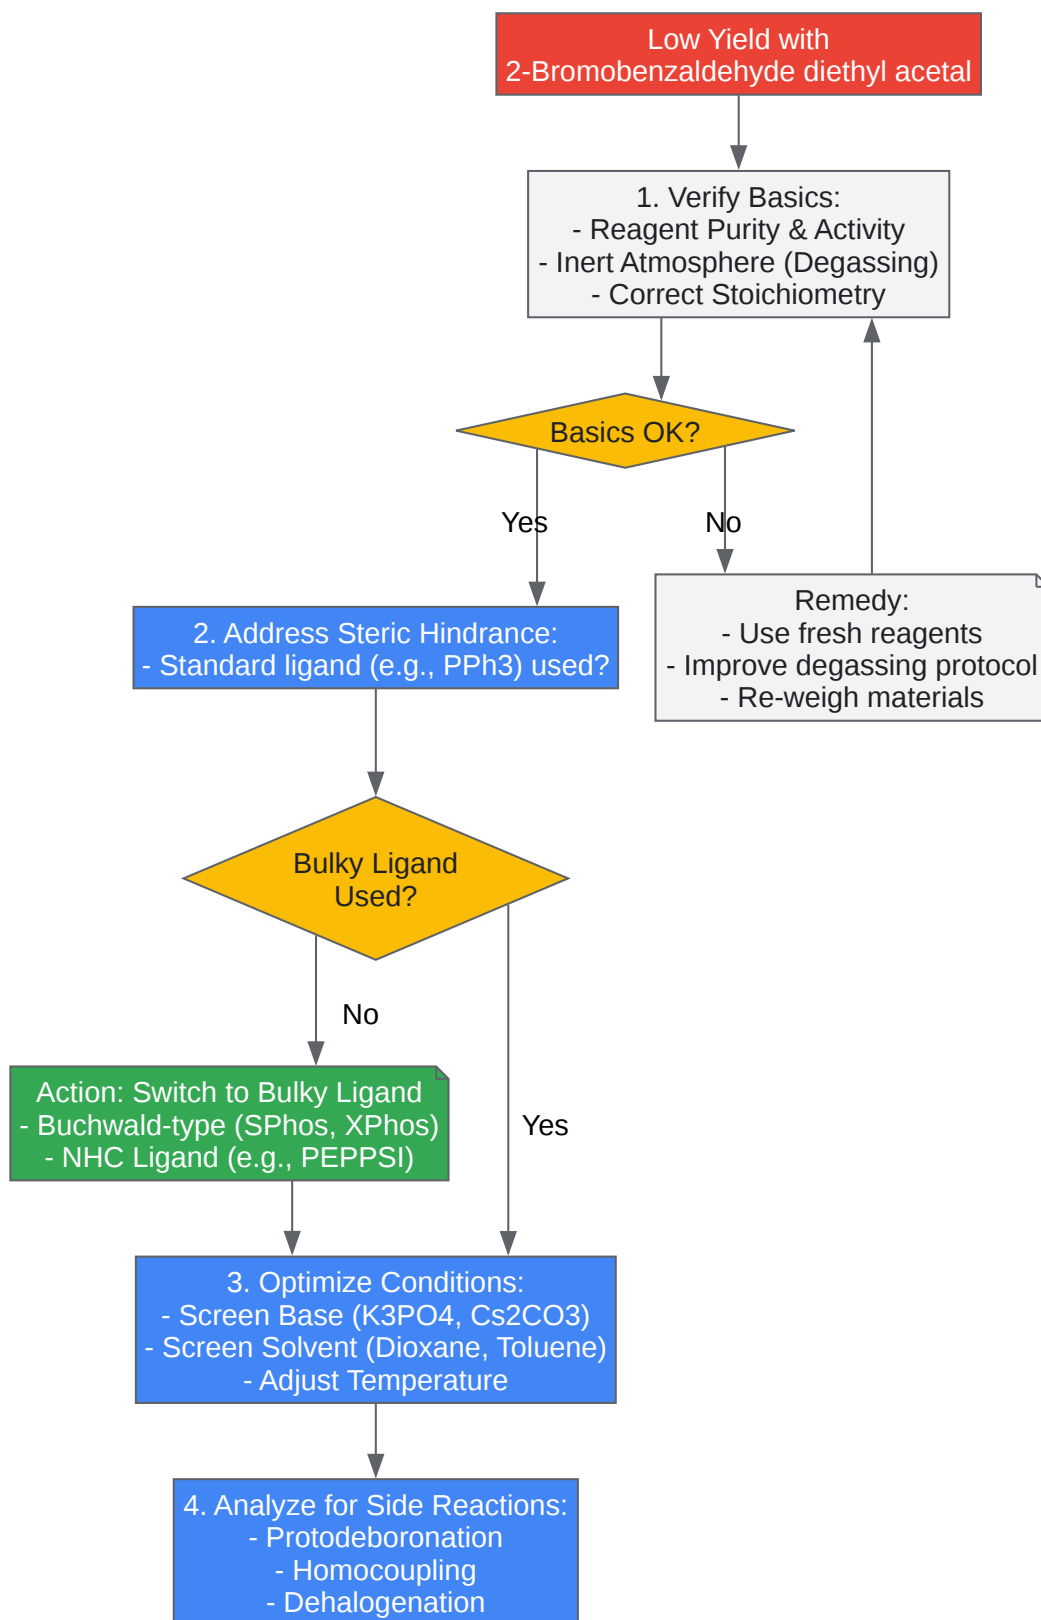 Low Yield with
2-Bromobenzaldehyde diethyl acetal
1. Verify Basics:
- Reagent Purity & Activity
- Inert Atmosphere (Degassing)
- Correct Stoichiometry
Basics OK?
Yes
No
2. Address Steric Hindrance:
- Standard ligand (e.g., PPh3) used?
Remedy:
- Use fresh reagents
- Improve degassing protocol
- Re-weigh materials
Bulky Ligand
Used?
No
Yes
Action: Switch to Bulky Ligand
- Buchwald-type (SPhos, XPhos)
- NHC Ligand (e.g., PEPPSI)
3. Optimize Conditions:
- Screen Base (K3PO4, Cs2CO3)
- Screen Solvent (Dioxane, Toluene)
- Adjust Temperature
4. Analyze for Side Reactions:
- Protodeboronation
- Homocoupling
- Dehalogenation